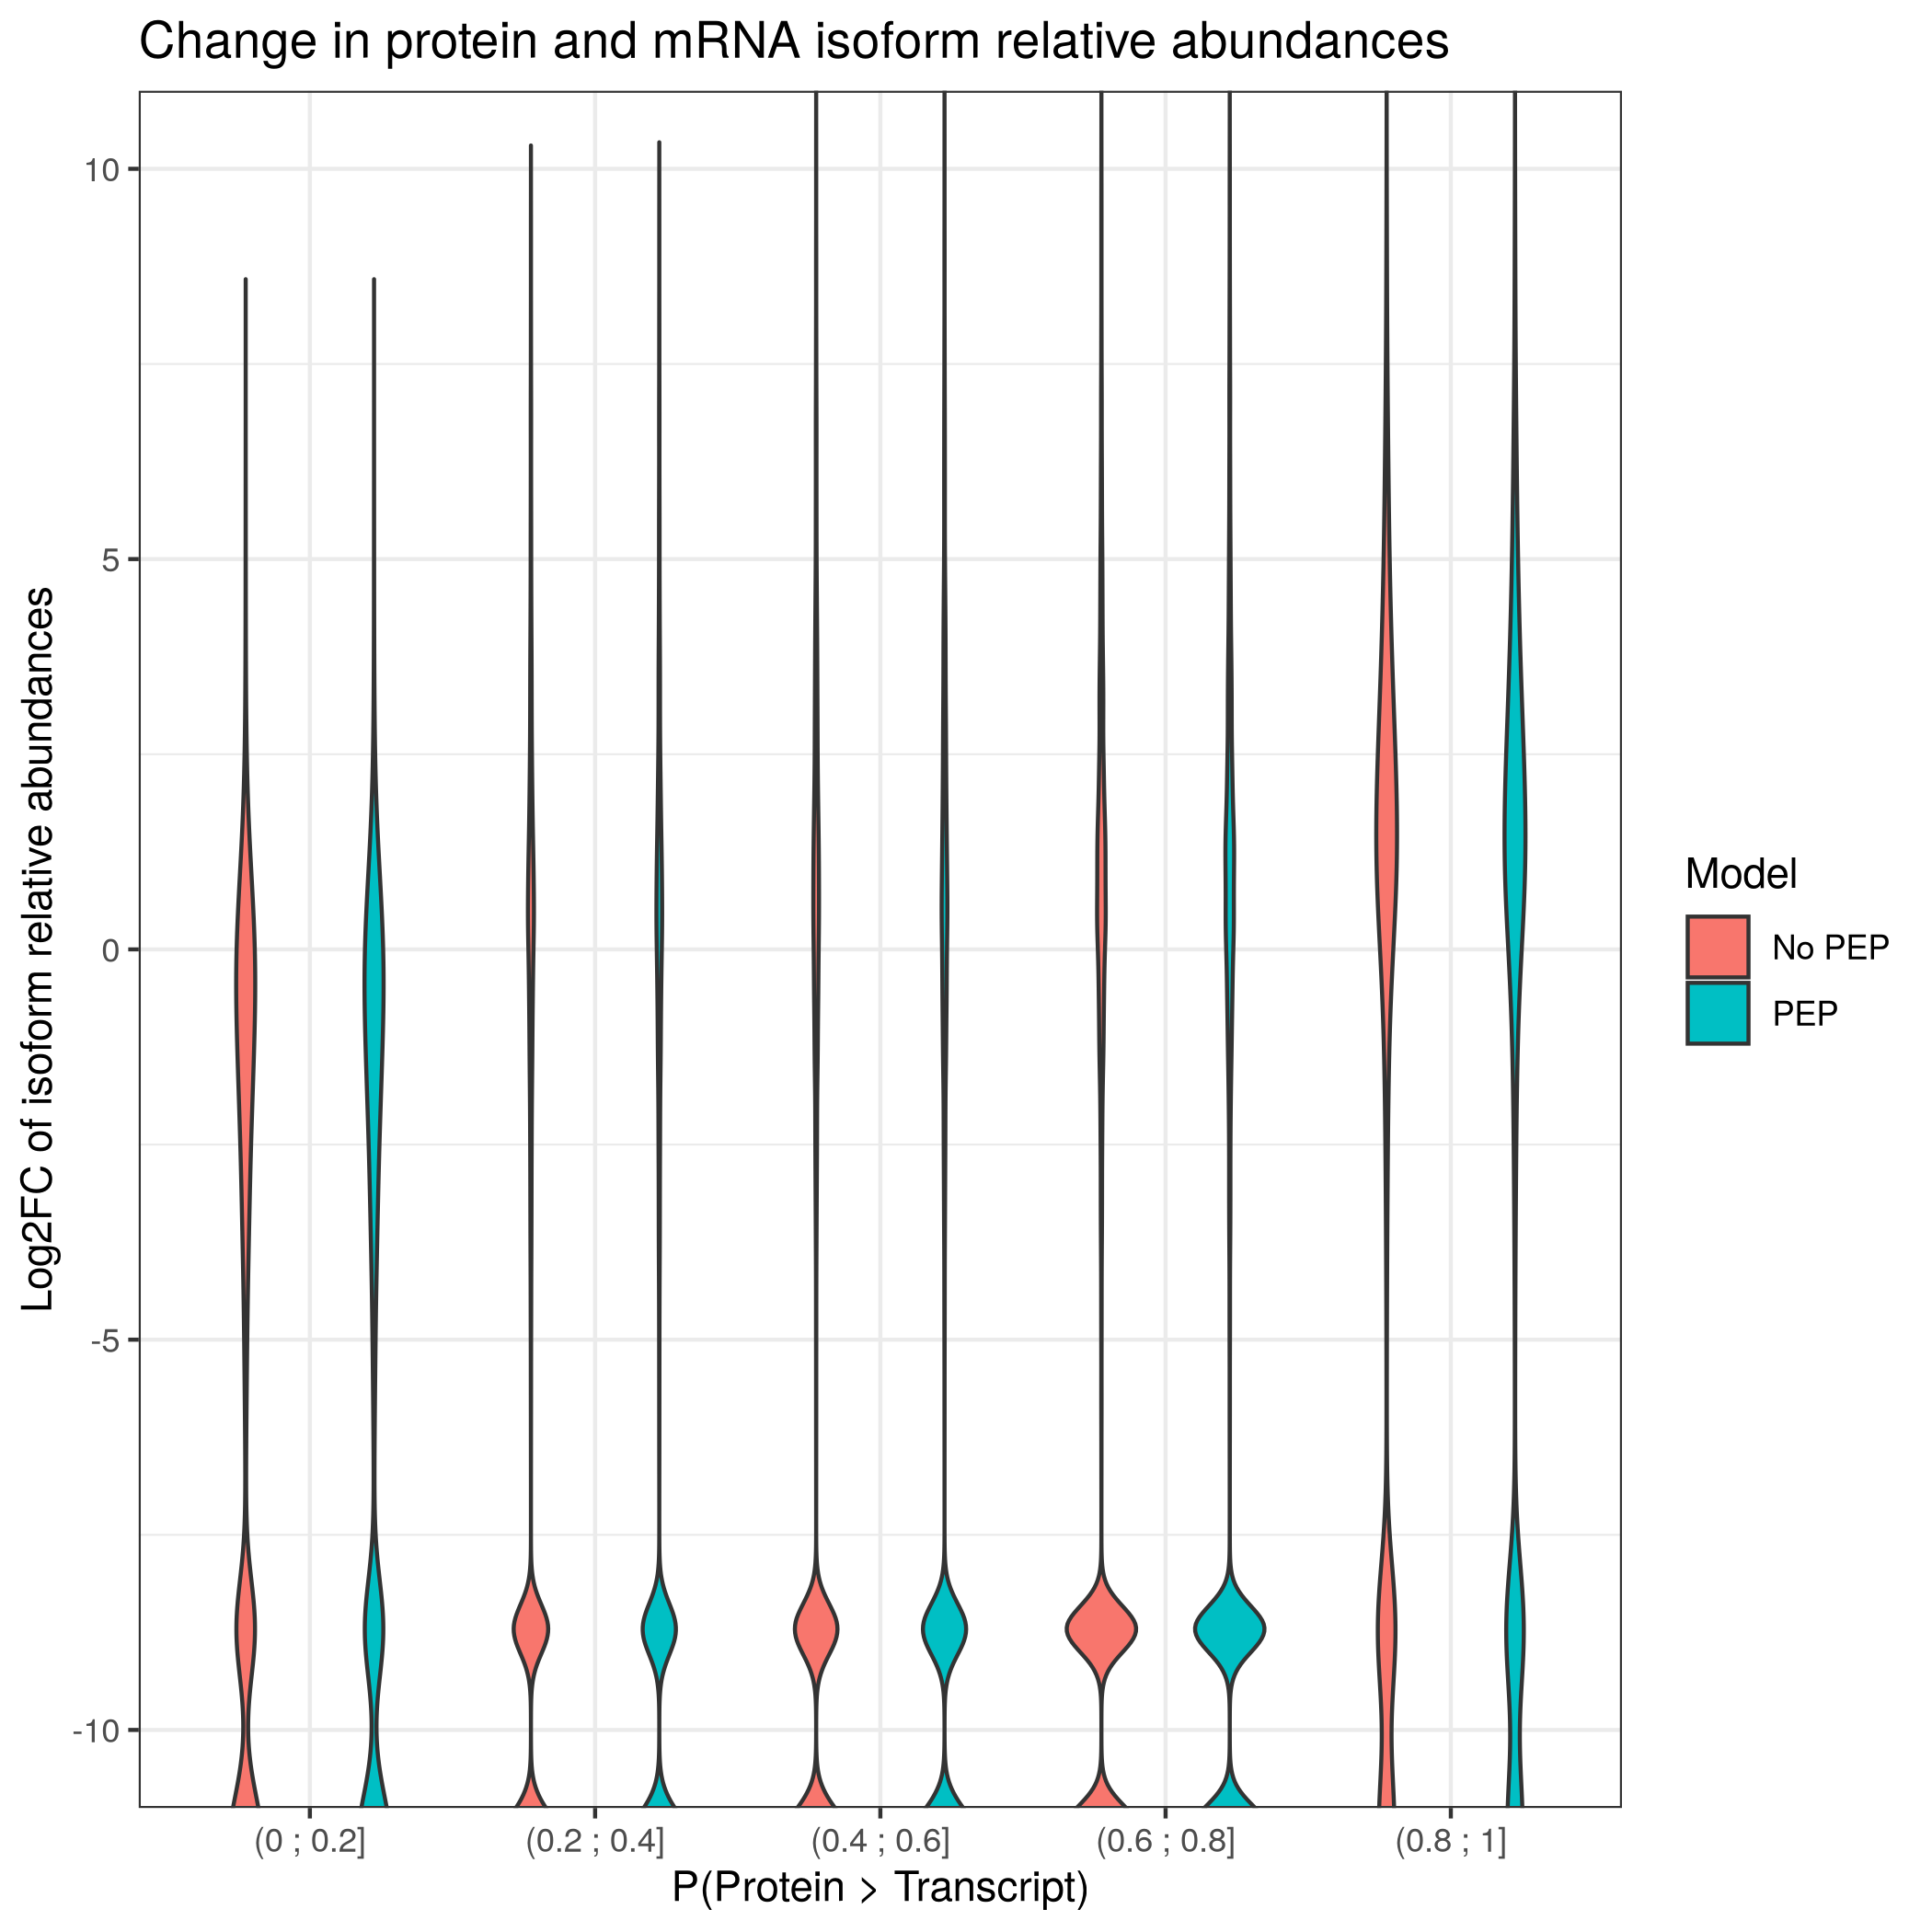 Change in protein and mRNA isoform relative abundances
Log2FC of isoform relative abundances
10
5
0
-5
-10
(0 ; 0.2]
(0.2 ; 0.4]
(0.4 ; 0.6]
(0.6 ; 0.8]
(0.8 ; 1]
P(Protein > Transcript)
Model
No PEP
PEP